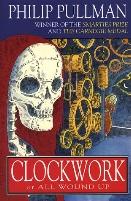 PHILIP PULLMAN
WINNER OF THE SMARTIES PRIZE
AND THE CARNEGIE MEDAL
CLOCKWORK
or ALL WOUND UP